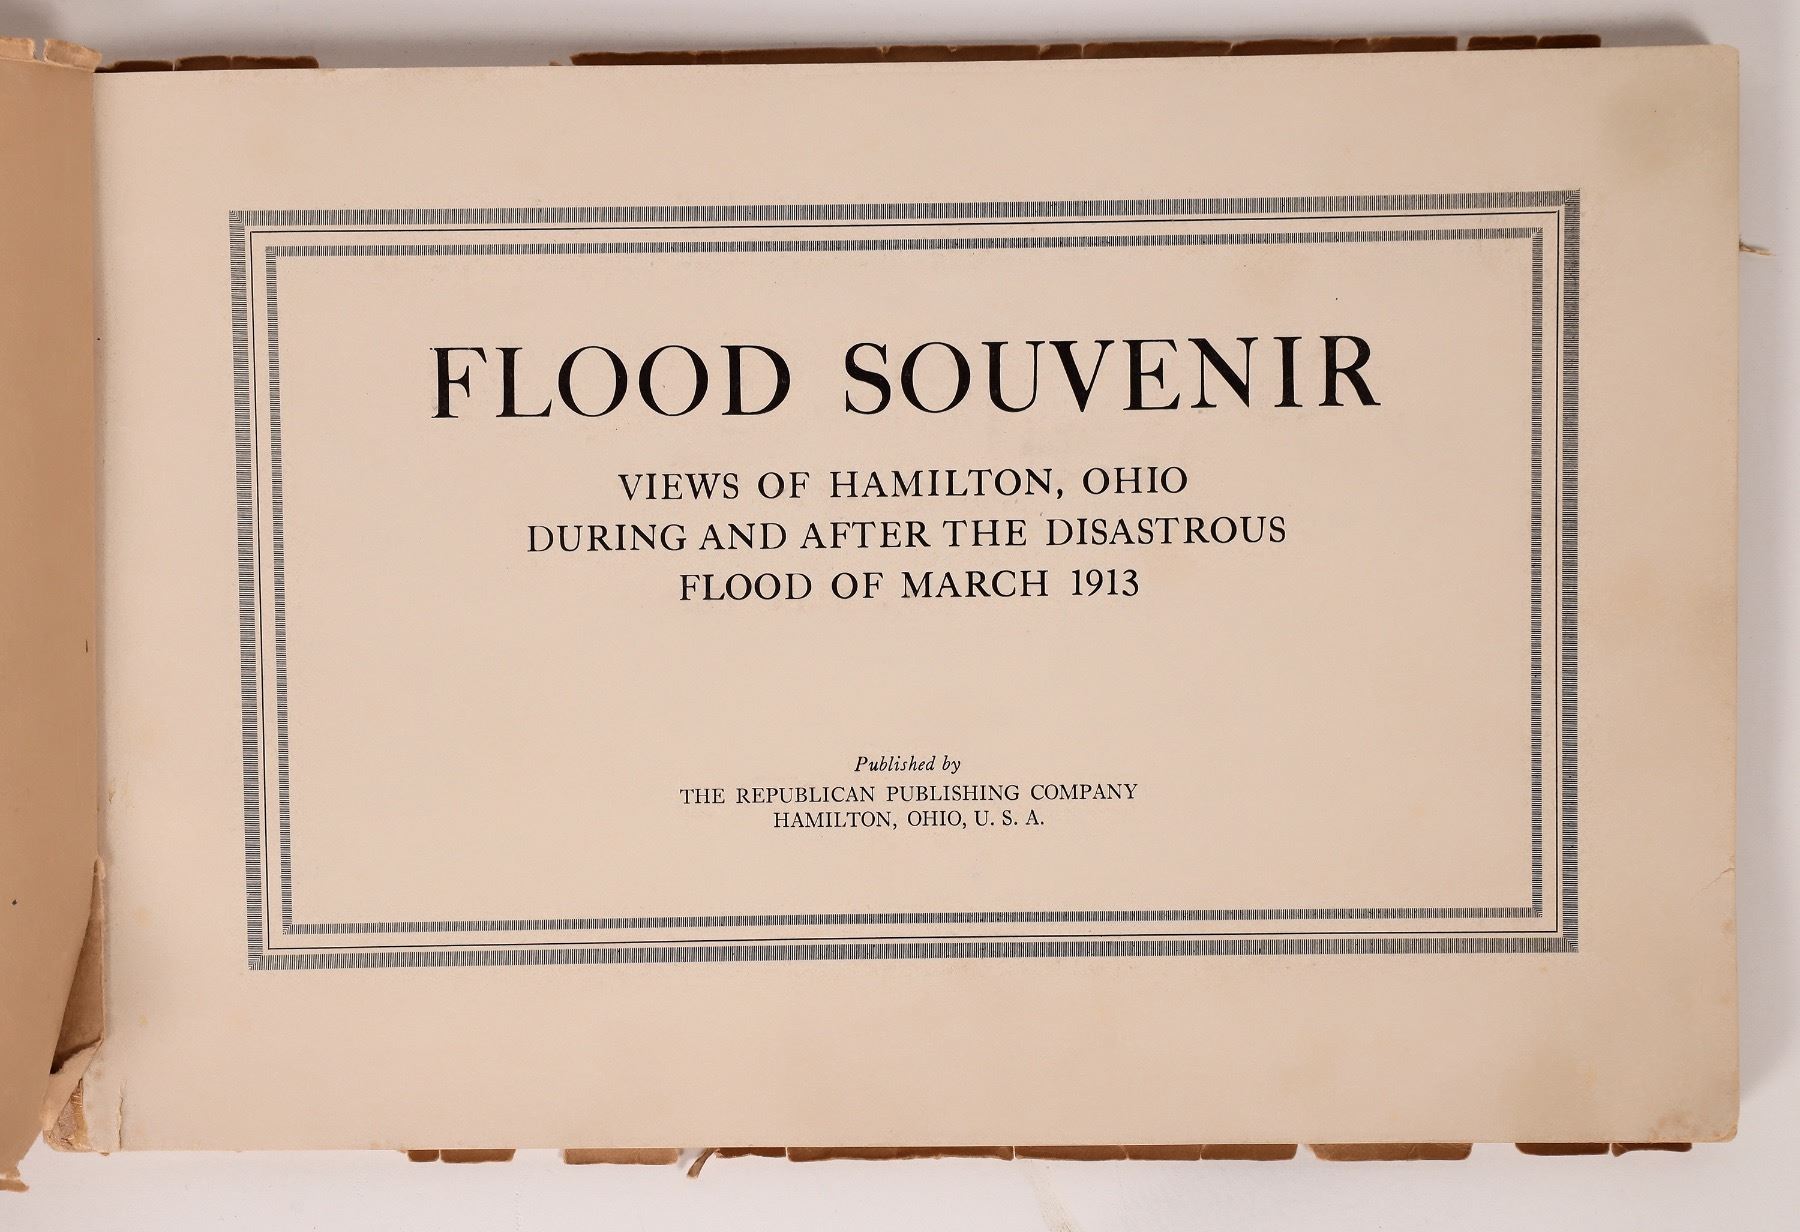 FLOOD SOUVENIR
VIEWS OF HAMILTON, OHIO
DURING AND AFTER THE DISASTROUS
FLOOD OF MARCH 1913
Published by
THE REPUBLICAN PUBLISHING COMPANY
HAMILTON, OHIO, U. S. A.